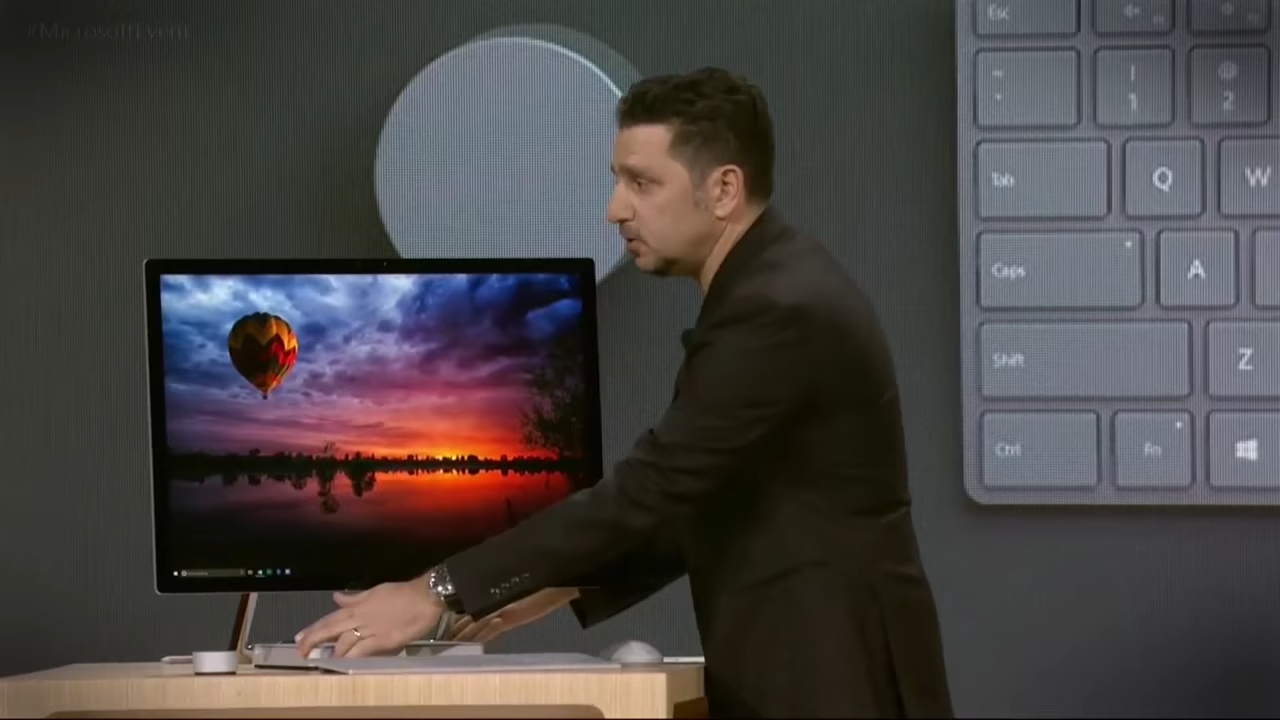 #MicrosoftEvent
Esc
~
!
1
@
2
Tab
Q
W
Caps
A
Shift
Z
Ctrl
Fn